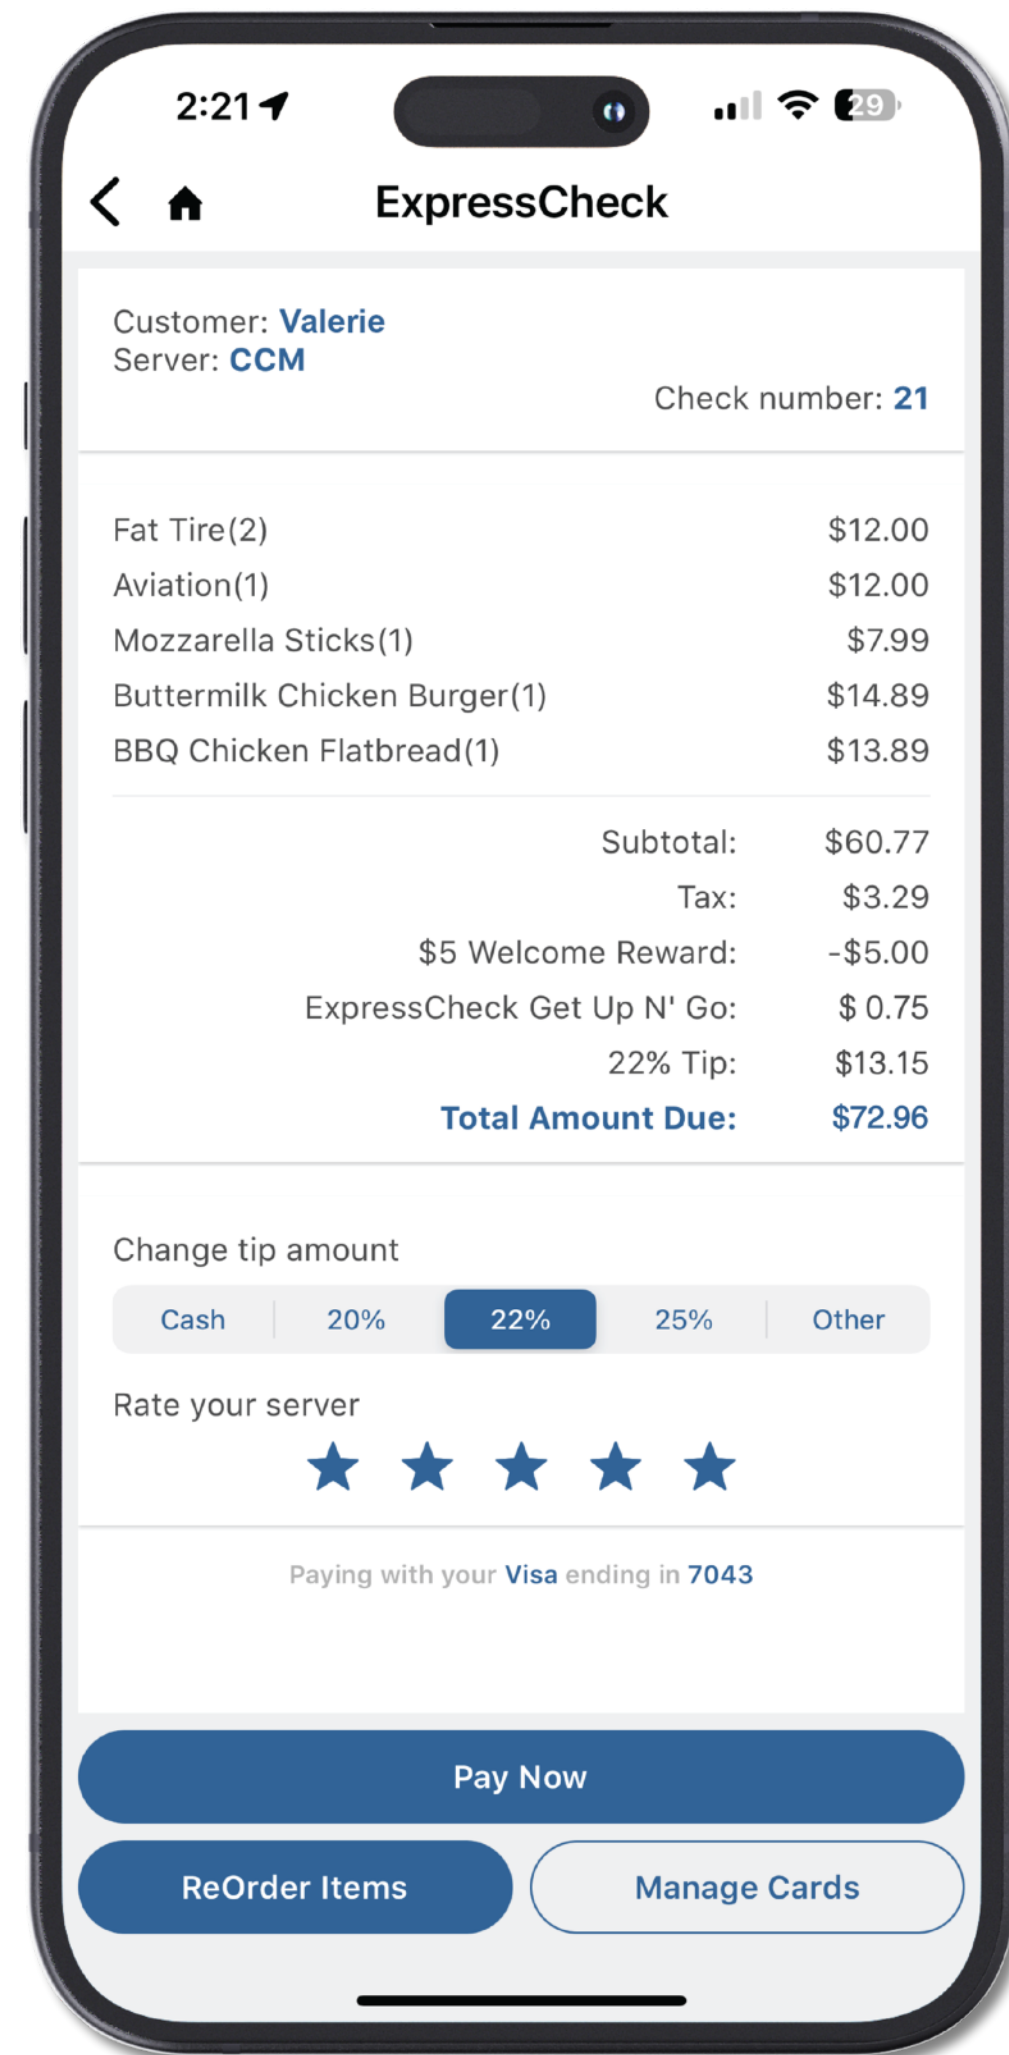 2:21
29
ExpressCheck
Customer: Valerie
Server: CCM
Check number: 21
Fat Tire(2) $12.00
Aviation(1) $12.00
Mozzarella Sticks(1) $7.99
Buttermilk Chicken Burger(1) $14.89
BBQ Chicken Flatbread(1) $13.89
Subtotal: $60.77
Tax: $3.29
$5 Welcome Reward: -$5.00
ExpressCheck Get Up N' Go: $ 0.75
22% Tip: $13.15
Total Amount Due: $72.96
Change tip amount
Cash 20% 22% 25% Other
Rate your server
Paying with your Visa ending in 7043
Pay Now
ReOrder Items Manage Cards